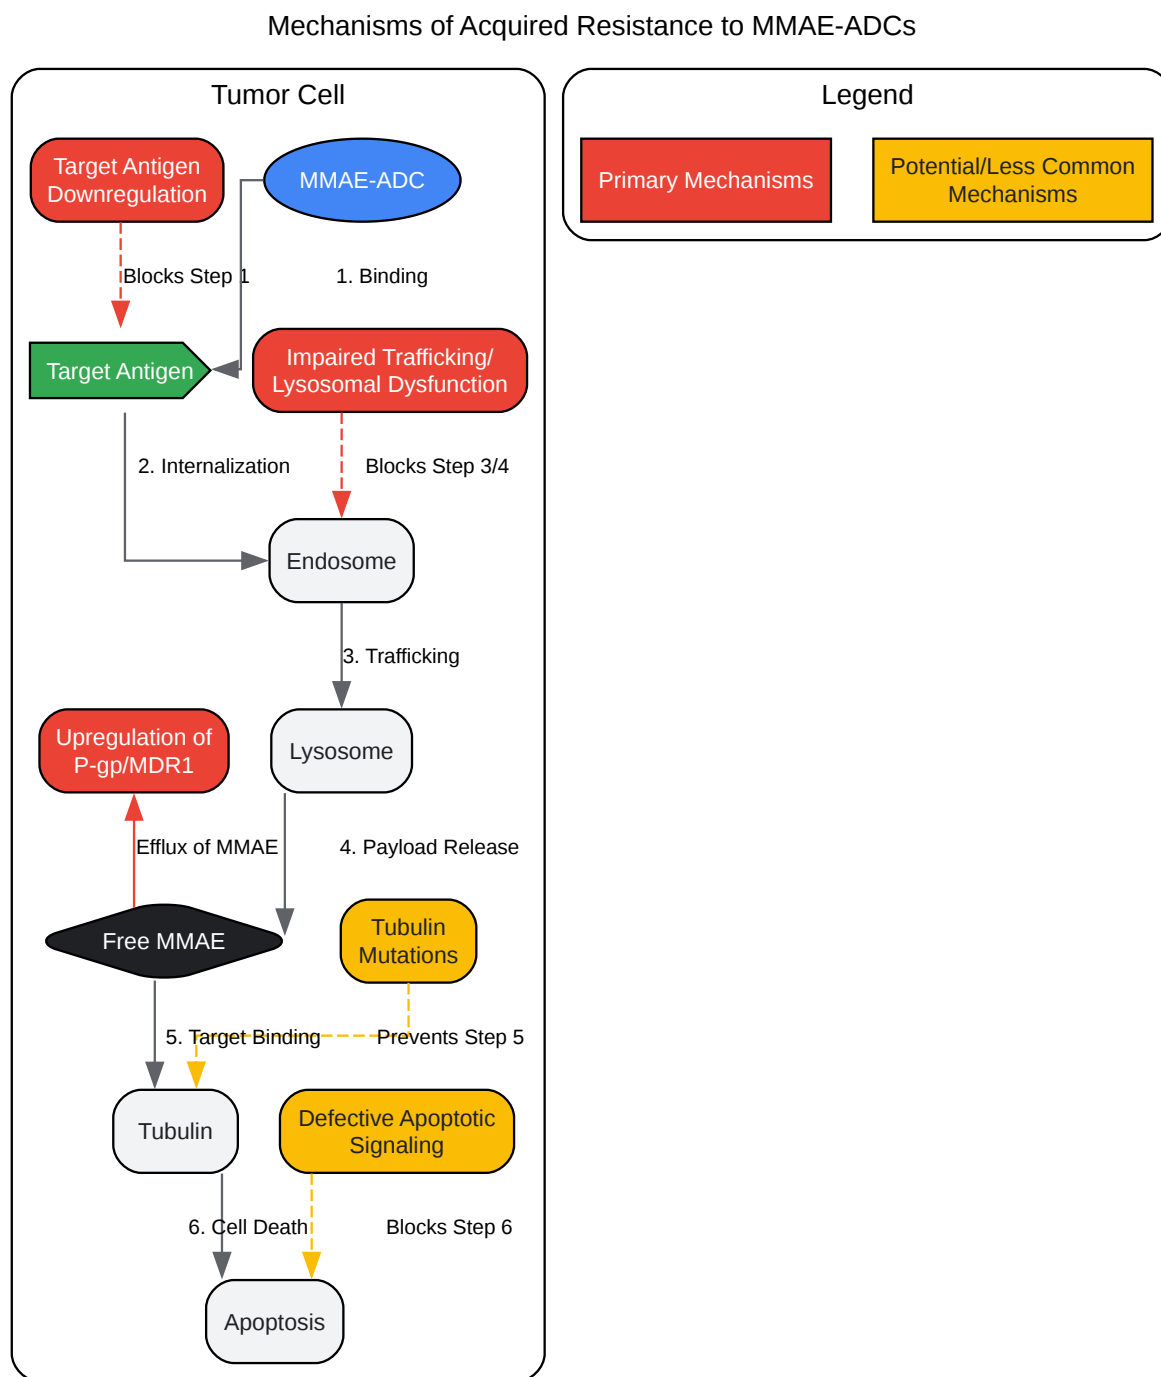 Mechanisms of Acquired Resistance to MMAE-ADCs
Tumor Cell
Legend
Target Antigen
Downregulation
MMAE-ADC
Primary Mechanisms
Potential/Less Common
Mechanisms
Blocks Step 1
1. Binding
Target Antigen
Impaired Trafficking/
Lysosomal Dysfunction
2. Internalization
Blocks Step 3/4
Endosome
3. Trafficking
Upregulation of
P-gp/MDR1
Lysosome
Efflux of MMAE
4. Payload Release
Free MMAE
Tubulin
Mutations
5. Target Binding
Prevents Step 5
Tubulin
Defective Apoptotic
Signaling
6. Cell Death
Blocks Step 6
Apoptosis